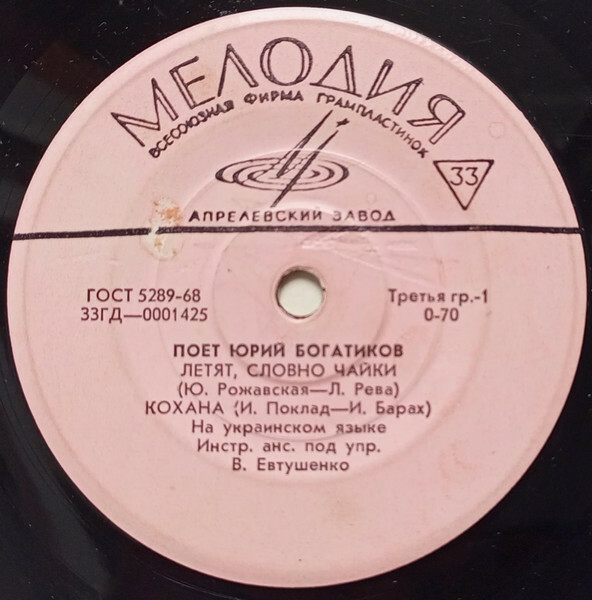 МЕЛОДИЯ
ВСЕСОЮЗНАЯ ФИРМА ГРАМПЛАСТИНОК
33
АПРЕЛЕВСКИЙ ЗАВОД
ГОСТ 5289-68
33ГД—0001425
Третья гр.-1
0-70
ПОЕТ ЮРИЙ БОГАТИКОВ
ЛЕТЯТ, СЛОВНО ЧАЙКИ
(Ю. Рожавская—Л. Рева)
КОХАНА (И. Поклад—И. Барах)
На украинском языке
Инстр. анс. под упр.
В. Евтушенко